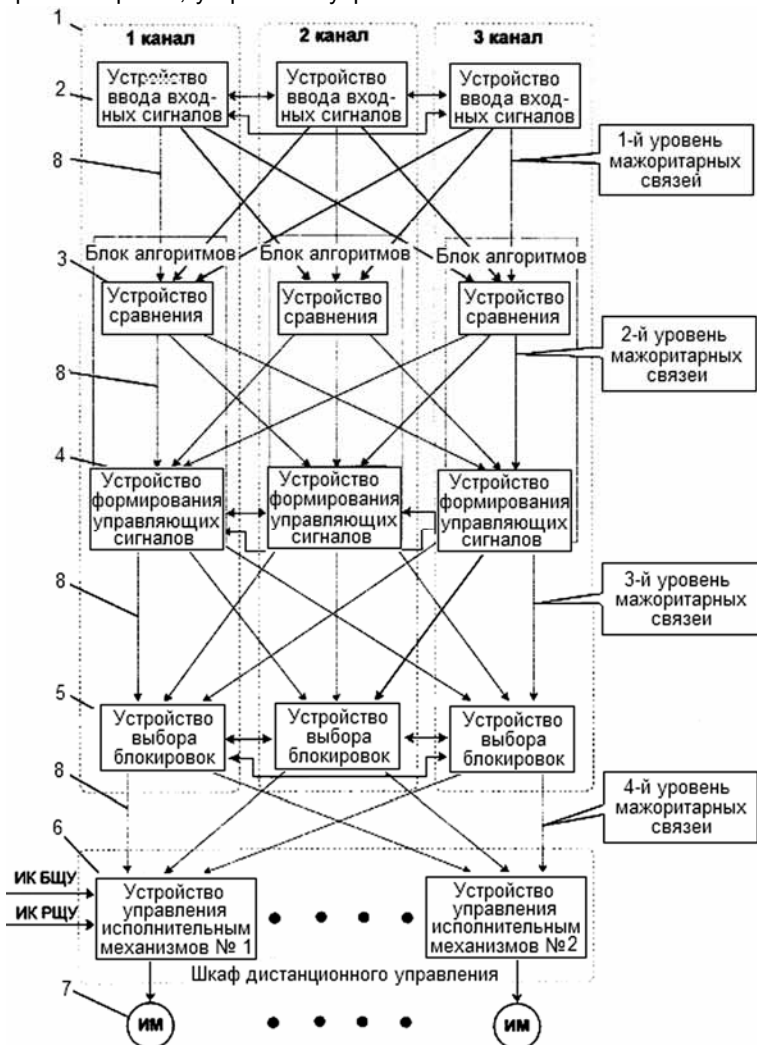 1
1 канал
2 канал
3 канал
2
Устройство
ввода вход-
ных сигналов
Устройство
ввода вход-
ных сигналов
Устройство
ввода вход-
ных сигналов
8
1-й уровень
мажоритарных
связей
Блок алгоритмов
Блок алгоритмов
Блок алгоритмов
3
Устройство
сравнения
Устройство
сравнения
Устройство
сравнения
8
2-й уровень
мажоритарных
связеи
4
Устройство
формирования
управляющих
сигналов
Устройство
формирования
управляющих
сигналов
Устройство
формирования
управляющих
сигналов
8
3-й уровень
мажоритарных
связеи
5
Устройство
выбора
блокировок
Устройство
выбора
блокировок
Устройство
выбора
блокировок
8
4-й уровень
мажоритарных
связеи
6
ИК БЩУ
ИК РЩУ
Устройство
управления
исполнительным
механизмов № 1
Устройство
управления
исполнительным
механизмов №2
Шкаф дистанционного управления
7
ИМ
ИМ